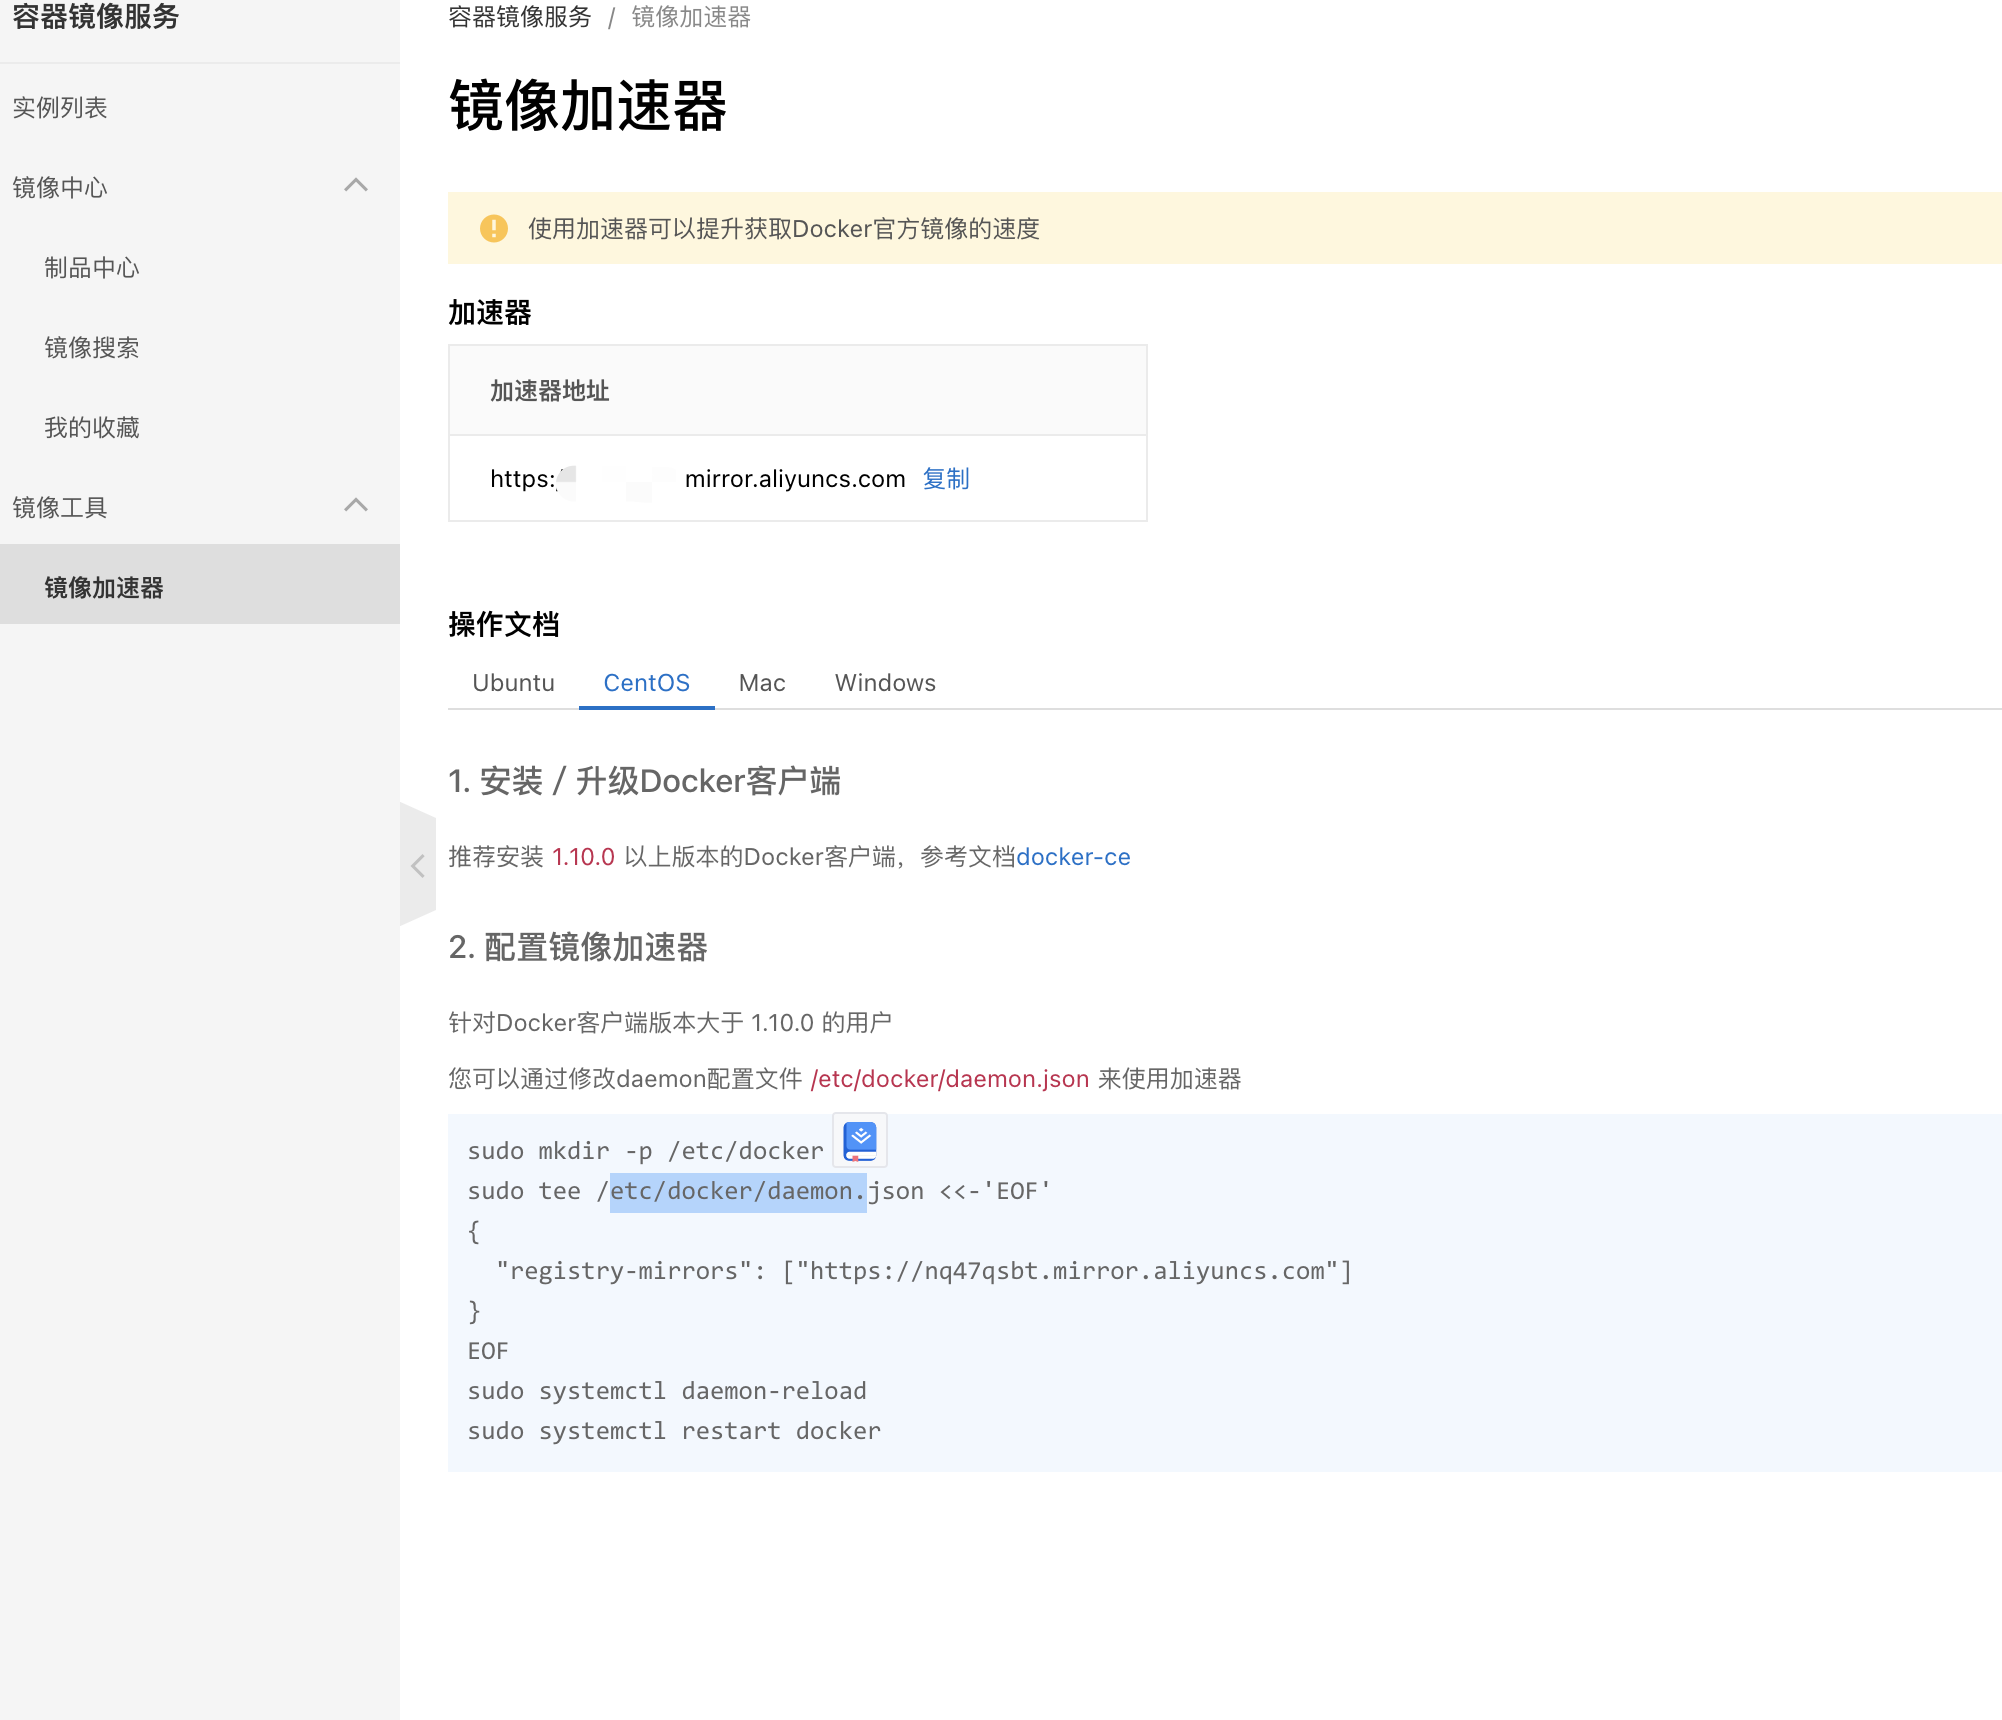 容器镜像服务
实例列表
镜像中心
制品中心
镜像搜索
我的收藏
镜像工具
镜像加速器
容器镜像服务 / 镜像加速器
镜像加速器
使用加速器可以提升获取Docker官方镜像的速度
加速器
加速器地址
https:/ mirror.aliyuncs.com 复制
操作文档
Ubuntu CentOS Mac Windows
1. 安装 / 升级Docker客户端
推荐安装 1.10.0 以上版本的Docker客户端，参考文档docker-ce
2. 配置镜像加速器
针对Docker客户端版本大于 1.10.0 的用户
您可以通过修改daemon配置文件 /etc/docker/daemon.json 来使用加速器
sudo mkdir -p /etc/docker
sudo tee /etc/docker/daemon.json <<-'EOF'
{
  "registry-mirrors": ["https://nq47qsbt.mirror.aliyuncs.com"]
}
EOF
sudo systemctl daemon-reload
sudo systemctl restart docker